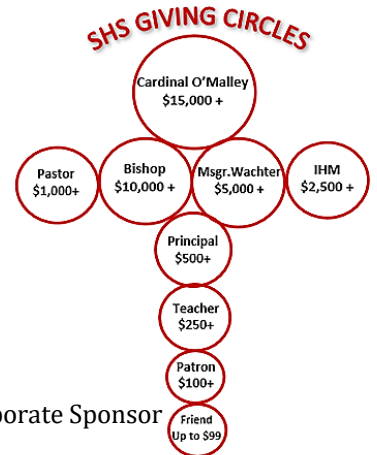 SHS GIVING CIRCLES
Cardinal O'Malley
$15,000 +
Pastor
$1,000+
Bishop
$10,000 +
Msgr.Wachter
$5,000 +
IHM
$2,500 +
Principal
$500+
Teacher
$250+
Patron
$100+
Sponsor
Friend
Up to $99